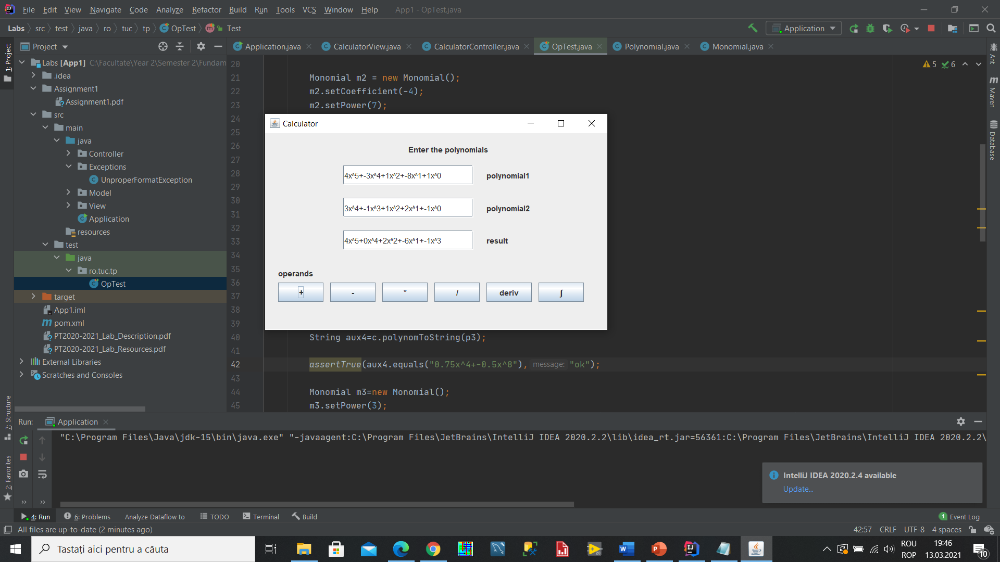 File Edit View Navigate Code Analyze Refactor Build Run Tools VCS Window Help App1 - OpTest.java
Labs src test java ro tuc tp OpTest Test
Application
Project
Application.java CalculatorView.java CalculatorController.java OpTest.java Polynomial.java Monomial.java
1: Project
Labs [App1] C:\Facultate\Year 2\Semester 2\Fundam
.idea
Assignment1
Assignment1.pdf
src
main
java
Controller
Exceptions
UnproperFormatException
Model
View
Application
resources
test
java
ro.tuc.tp
OpTest
target
App1.iml
pom.xml
PT2020-2021_Lab_Description.pdf
PT2020-2021_Lab_Resources.pdf
External Libraries
Scratches and Consoles
7: Structure
2: Favorites
5 6
Ant
Maven
Database
20
21 Monomial m2 = new Monomial();
22 m2.setCoefficient(-4);
23 m2.setPower(7);
24
25
26
27
28
29
30
31
32
33
34
35
36
37
38
39
40 String aux4=c.polynomToString(p3);
41
42 assertTrue(aux4.equals("0.75x^4+-0.5x^8"), message: "ok");
43
44 Monomial m3=new Monomial();
45 m3.setPower(3);
Calculator
Enter the polynomials
4x^5+-3x^4+1x^2+-8x^1+1x^0 polynomial1
3x^4+-1x^3+1x^2+2x^1+-1x^0 polynomial2
4x^5+0x^4+2x^2+-6x^1+-1x^3 result
operands
+ - * / deriv ∫
Run: Application
"C:\Program Files\Java\jdk-15\bin\java.exe" "-javaagent:C:\Program Files\JetBrains\IntelliJ IDEA 2020.2.2\lib\idea_rt.jar=56361:C:\Program Files\JetBrains\IntelliJ IDEA 2020.2.2\
IntelliJ IDEA 2020.2.4 available
Update...
4: Run 6: Problems Analyze Dataflow to TODO Terminal Build 1 Event Log
All files are up-to-date (2 minutes ago) 42:57 CRLF UTF-8 4 spaces
Tastați aici pentru a căuta
ROU
ROP
19:46
13.03.2021
10